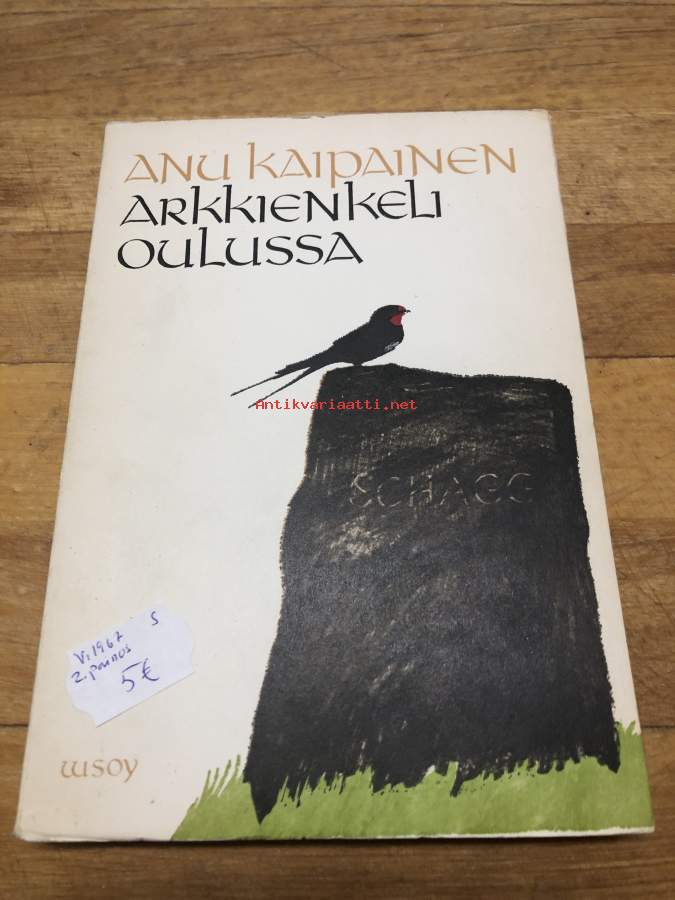 ANU KAIPAINEN
ARKKIENKELI
OULUSSA
Antikvariaatti.net
SCHAGG
V. 1967 S
2. painos
5€
WSOY